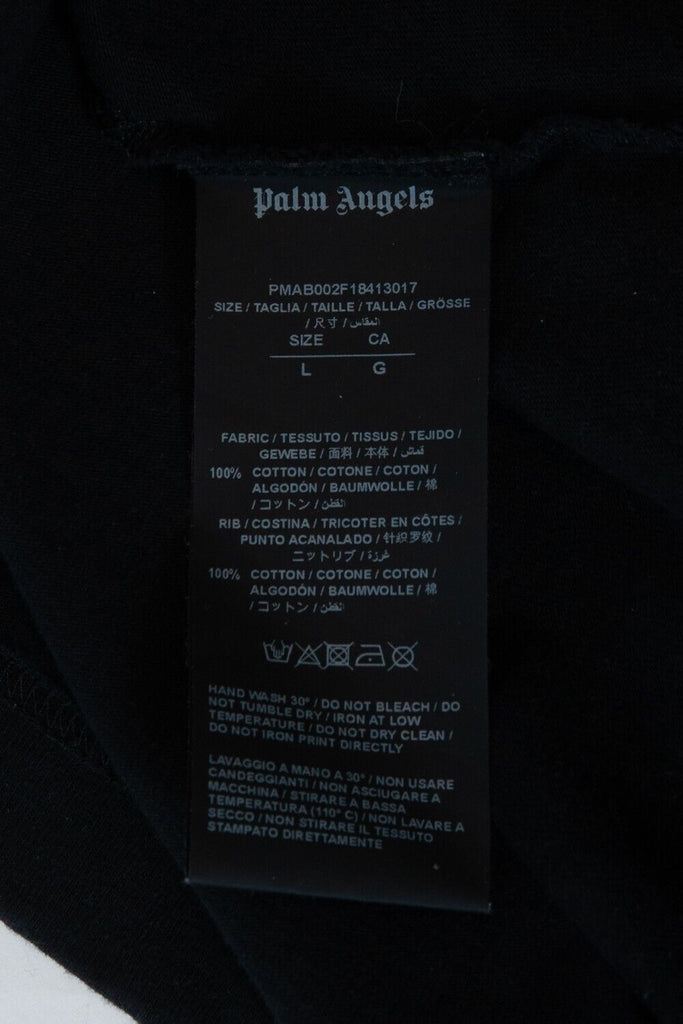 Palm Angels
PMAB002F18413017
SIZE / TAGLIA / TAILLE / TALLA / GRÖSSE
/ 尺寸 / المقاس
SIZE CA
L G
FABRIC / TESSUTO / TISSUS / TEJIDO /
GEWEBE / 面料 / 本体 / قماش
100% COTTON / COTONE / COTON /
ALGODÓN / BAUMWOLLE / 棉
/ コットン / القطن
RIB / COSTINA / TRICOTER EN CÔTES /
PUNTO ACANALADO / 针织罗纹 /
ニットリブ / غرزة
100% COTTON / COTONE / COTON /
ALGODÓN / BAUMWOLLE / 棉
/ コットン / القطن
HAND WASH 30° / DO NOT BLEACH / DO
NOT TUMBLE DRY / IRON AT LOW
TEMPERATURE / DO NOT DRY CLEAN /
DO NOT IRON PRINT DIRECTLY
LAVAGGIO A MANO A 30° / NON USARE
CANDEGGIANTI / NON ASCIUGARE A
MACCHINA / STIRARE A BASSA
TEMPERATURA (110° C) / NON LAVARE A
SECCO / NON STIRARE IL TESSUTO
STAMPATO DIRETTAMENTE